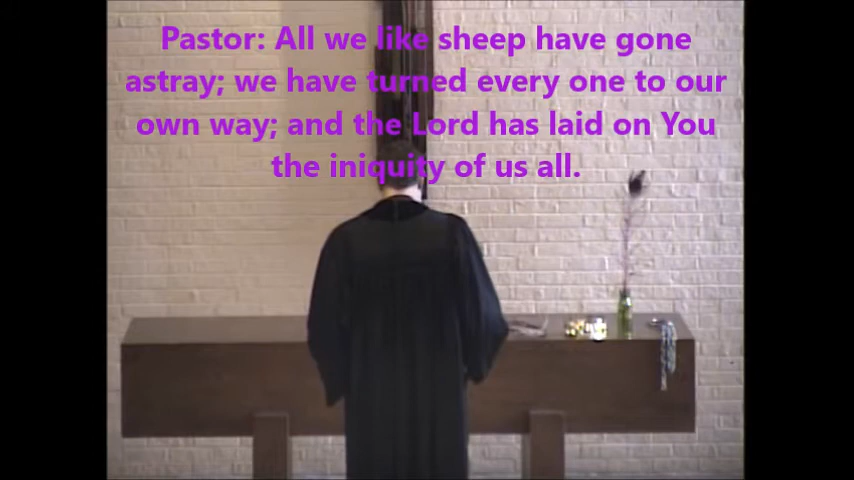 Pastor: All we like sheep have gone
astray; we have turned every one to our
own way; and the Lord has laid on You
the iniquity of us all.